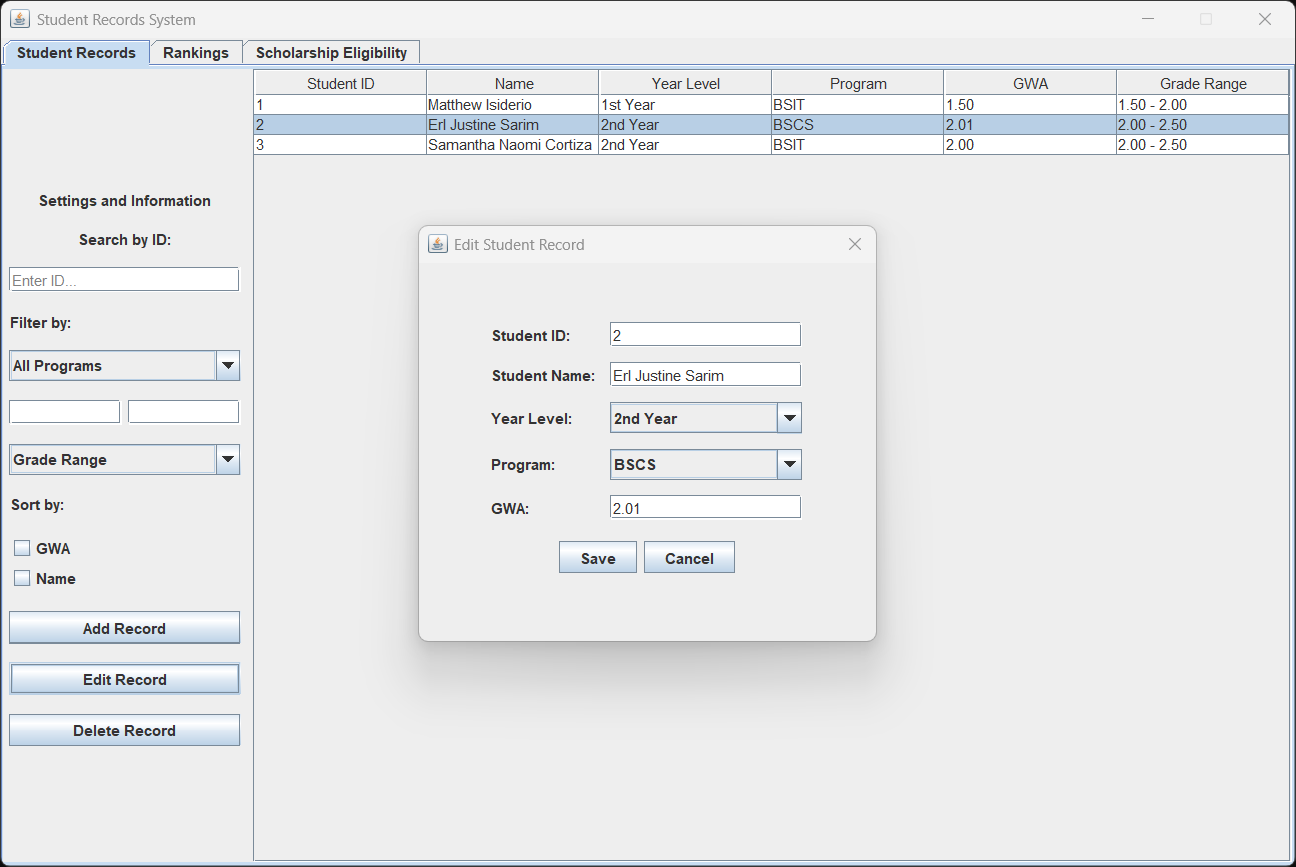 Student Records System
Student Records Rankings Scholarship Eligibility
Student ID Name Year Level Program GWA Grade Range
1 Matthew Isiderio 1st Year BSIT 1.50 1.50 - 2.00
2 Erl Justine Sarim 2nd Year BSCS 2.01 2.00 - 2.50
3 Samantha Naomi Cortiza 2nd Year BSIT 2.00 2.00 - 2.50
Settings and Information
Search by ID:
Enter ID...
Filter by:
All Programs
Grade Range
Sort by:
GWA
Name
Add Record
Edit Record
Delete Record
Edit Student Record
Student ID: 2
Student Name: Erl Justine Sarim
Year Level: 2nd Year
Program: BSCS
GWA: 2.01
Save Cancel